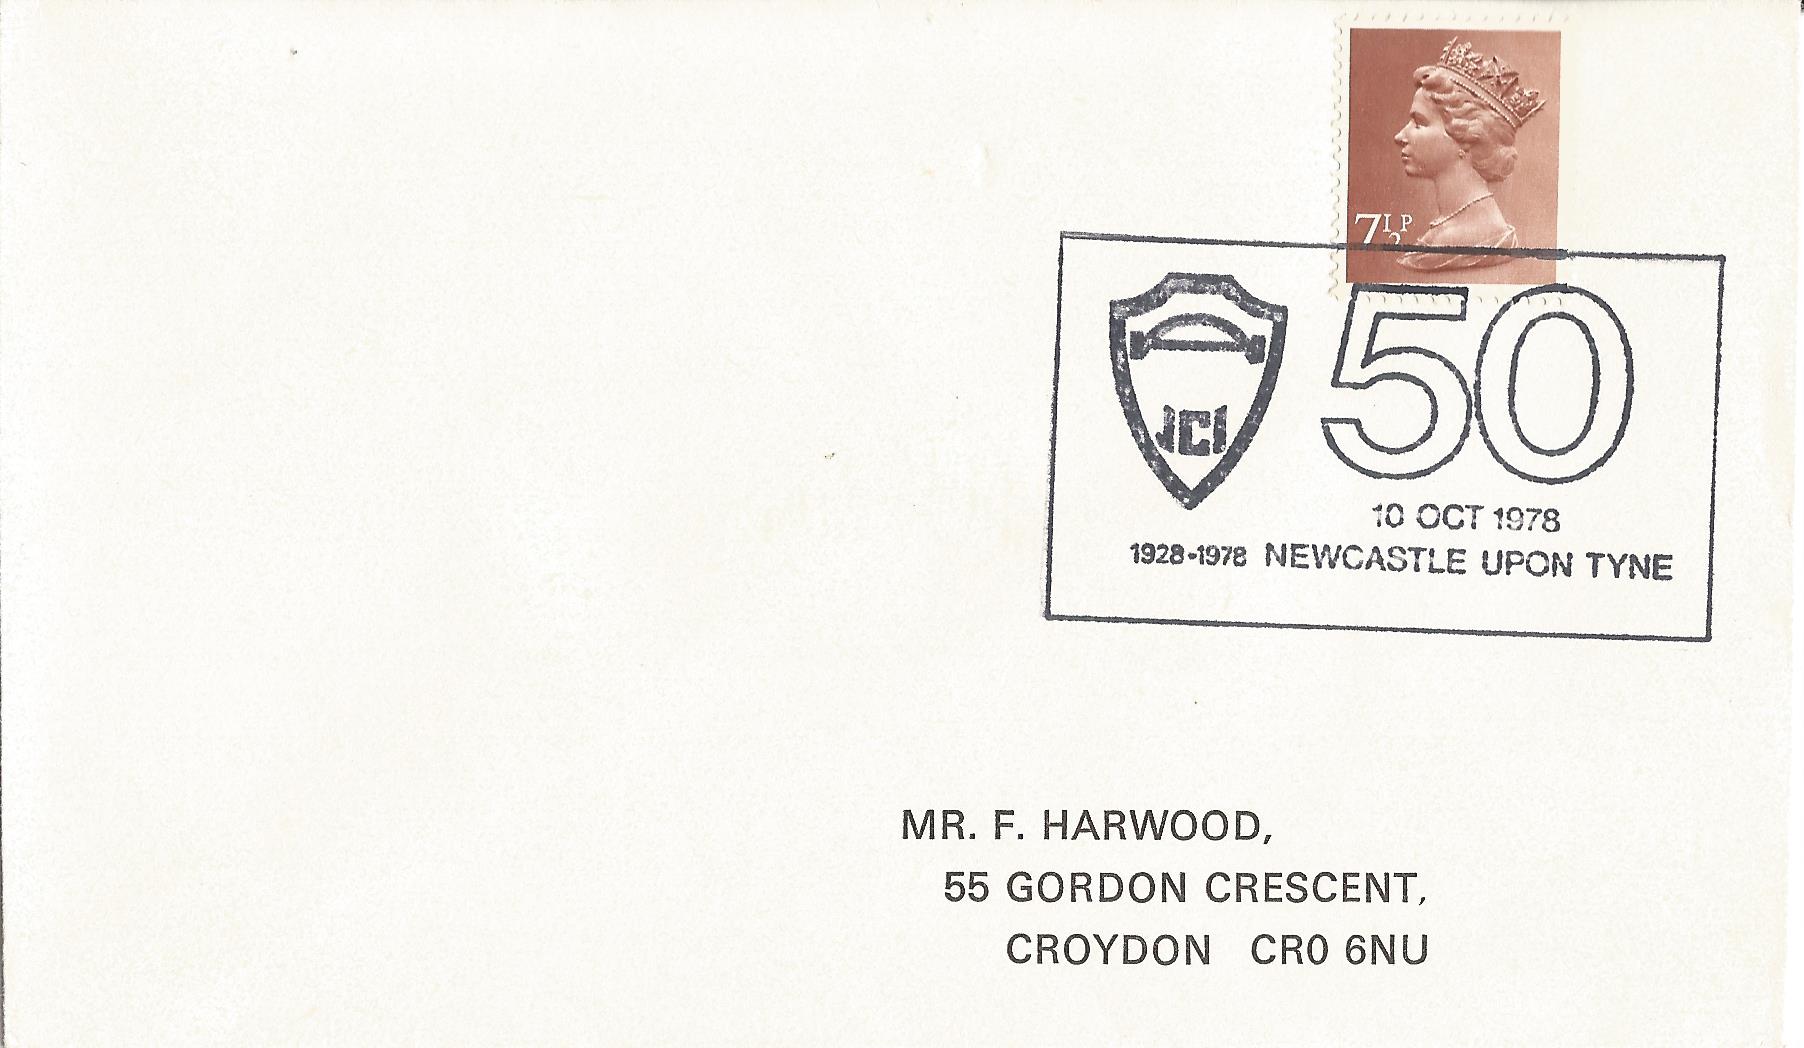 7½P
JCI
50
10 OCT 1978
1928-1978 NEWCASTLE UPON TYNE
MR. F. HARWOOD,
55 GORDON CRESCENT,
CROYDON CR0 6NU